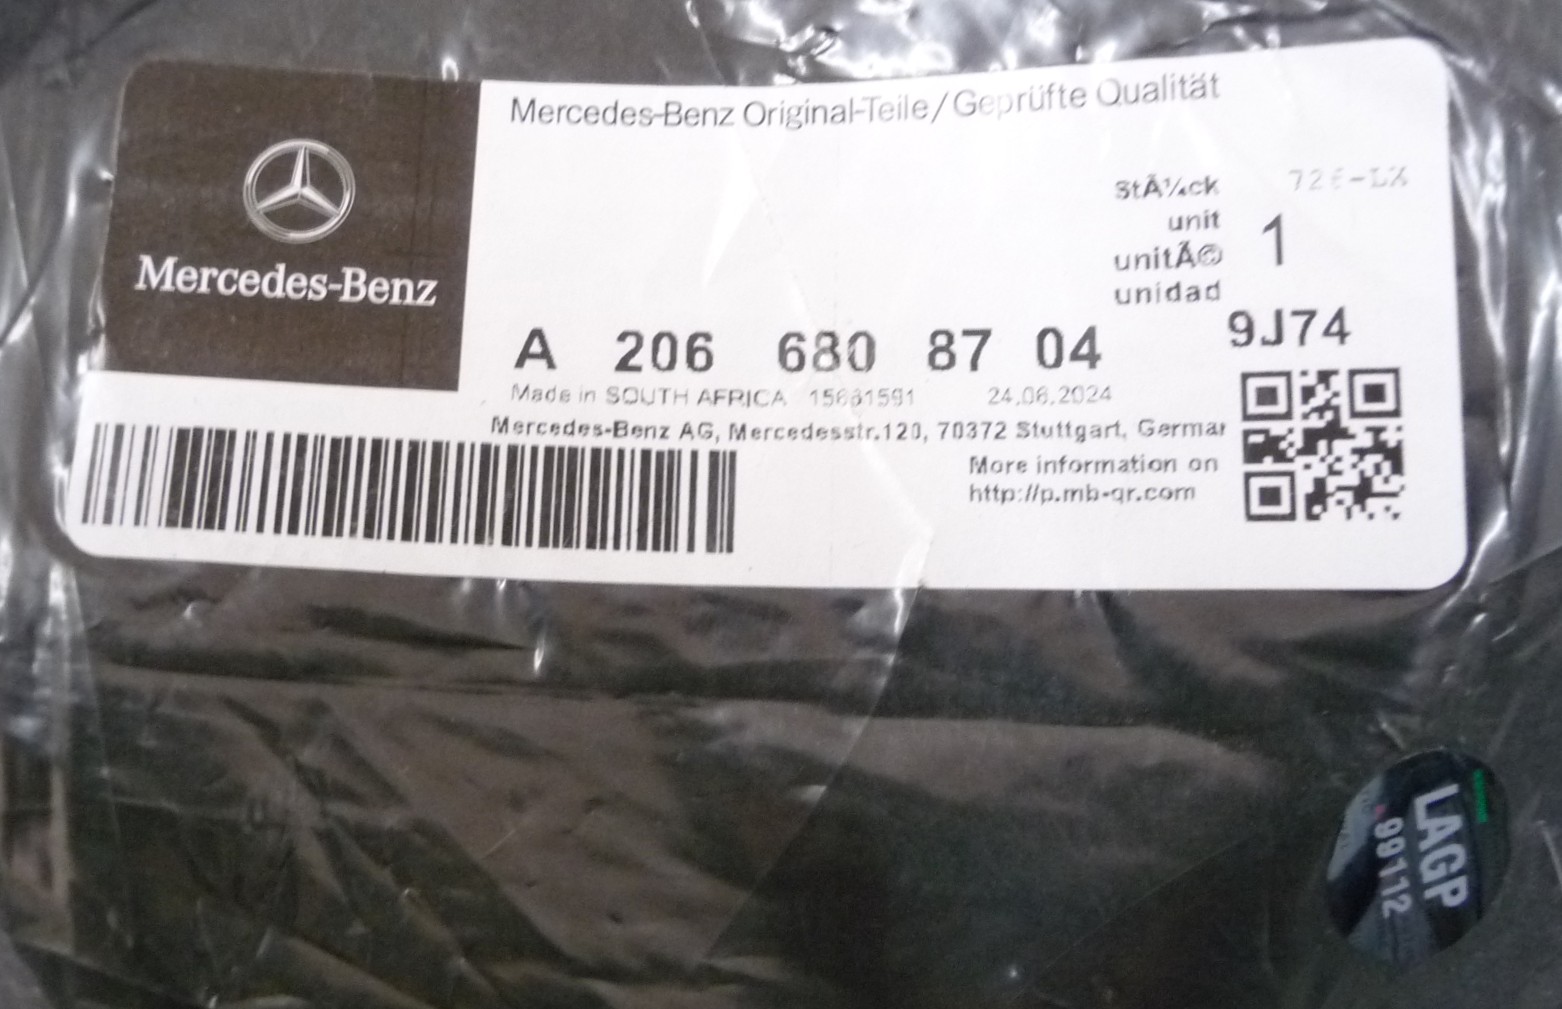 Mercedes-Benz
Mercedes-Benz Original-Teile/Geprüfte Qualität
StÃ¼ck
unit
unitÃ©
unidad
1
9J74
A 206 680 87 04
Made in SOUTH AFRICA 24.06.2024
Mercedes-Benz AG, Mercedesstr.120, 70372 Stuttgart, German
More information on
http://p.mb-qr.com
LAGP
99112